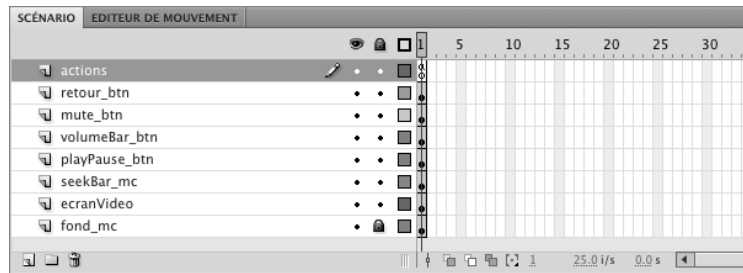 SCÉNARIO EDITEUR DE MOUVEMENT
1 5 10 15 20 25 30
actions
retour_btn
mute_btn
volumeBar_btn
playPause_btn
seekBar_mc
ecranVideo
fond_mc
1 25.0 i/s 0.0 s